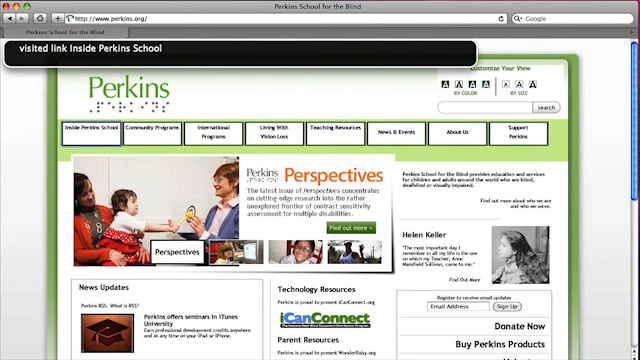 Perkins School for the Blind
http://www.perkins.org/
Google
Perkins School for the Blind
visited link Inside Perkins School
Customize Your View
A A A A
A A A
BY COLOR
BY SIZE
Perkins
search
Inside Perkins School
Community Programs
International
Programs
Living With
Vision Loss
Teaching Resources
News & Events
About Us
Support
Perkins
Perkins Perspectives
The latest issue of Perspectives concentrates
on cutting-edge research into the rather
unexplored frontier of contrast sensitivity
assessment for multiple disabilities.
Find out more »
Perspectives
Perkins School for the Blind provides education and services
for children and adults around the world who are blind,
deafblind or visually impaired.
Find out more about who we are
and who we serve.
Helen Keller
"The most important day I
remember in all my life is the one
on which my Teacher, Anne
Mansfield Sullivan, came to me."
Find Out More
News Updates
Perkins RSS. What is RSS?
Perkins offers seminars in iTunes
University
Earn professional development credits anywhere
and at any time on your iPad or iPhone.
Technology Resources
Perkins is proud to present iCanConnect.org
iCanConnect
The National Deaf-Blind Equipment Distribution Program
Parent Resources
Perkins is proud to present WonderBaby.org
Register to receive email updates
Email Address
Sign Up
Donate Now
Buy Perkins Products
Volunteer